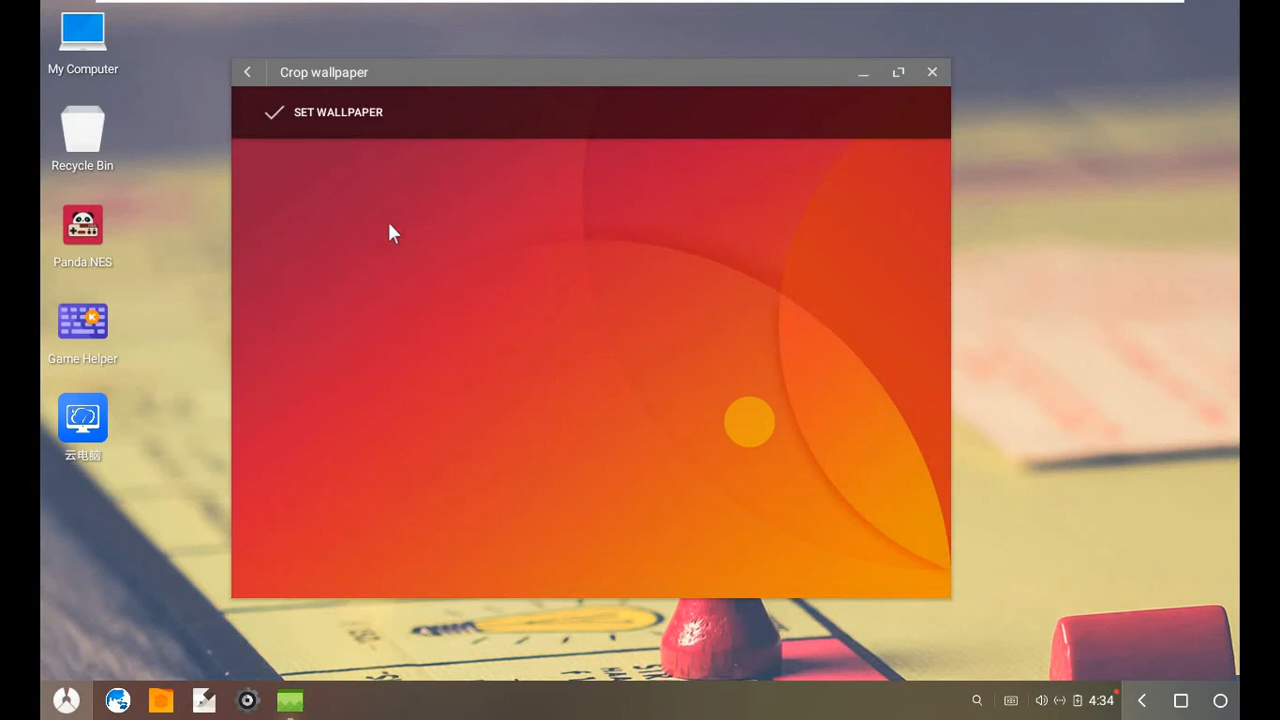 My Computer
Recycle Bin
Panda NES
Game Helper
云电脑
Crop wallpaper
SET WALLPAPER
4:34